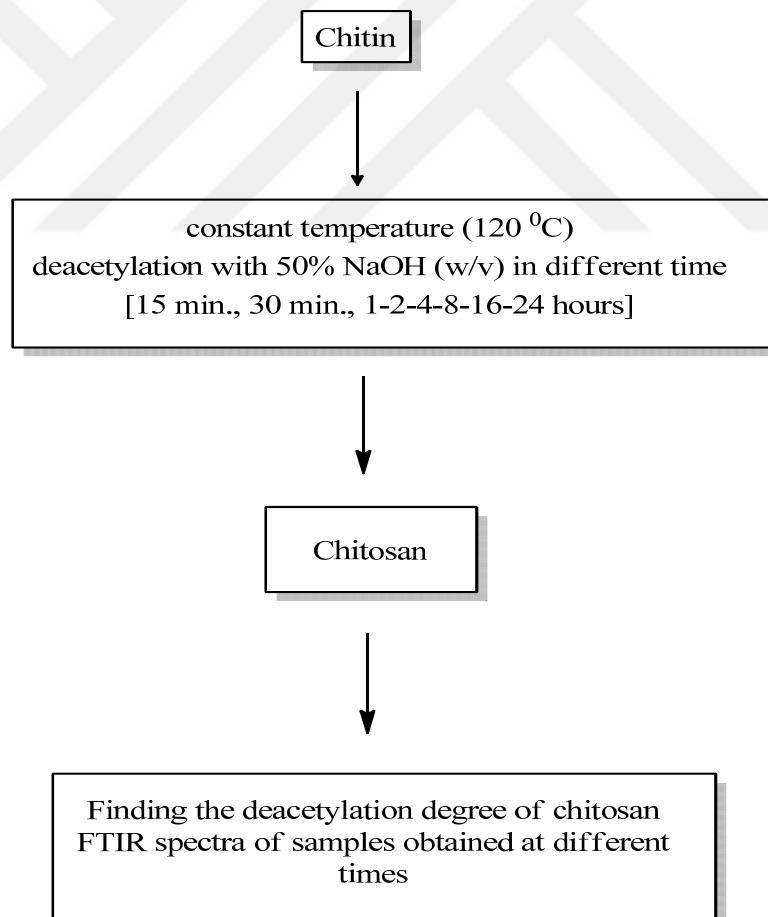 Chitin
constant temperature (120 ⁰C)
deacetylation with 50% NaOH (w/v) in different time
[15 min., 30 min., 1-2-4-8-16-24 hours]
Chitosan
Finding the deacetylation degree of chitosan
FTIR spectra of samples obtained at different
times